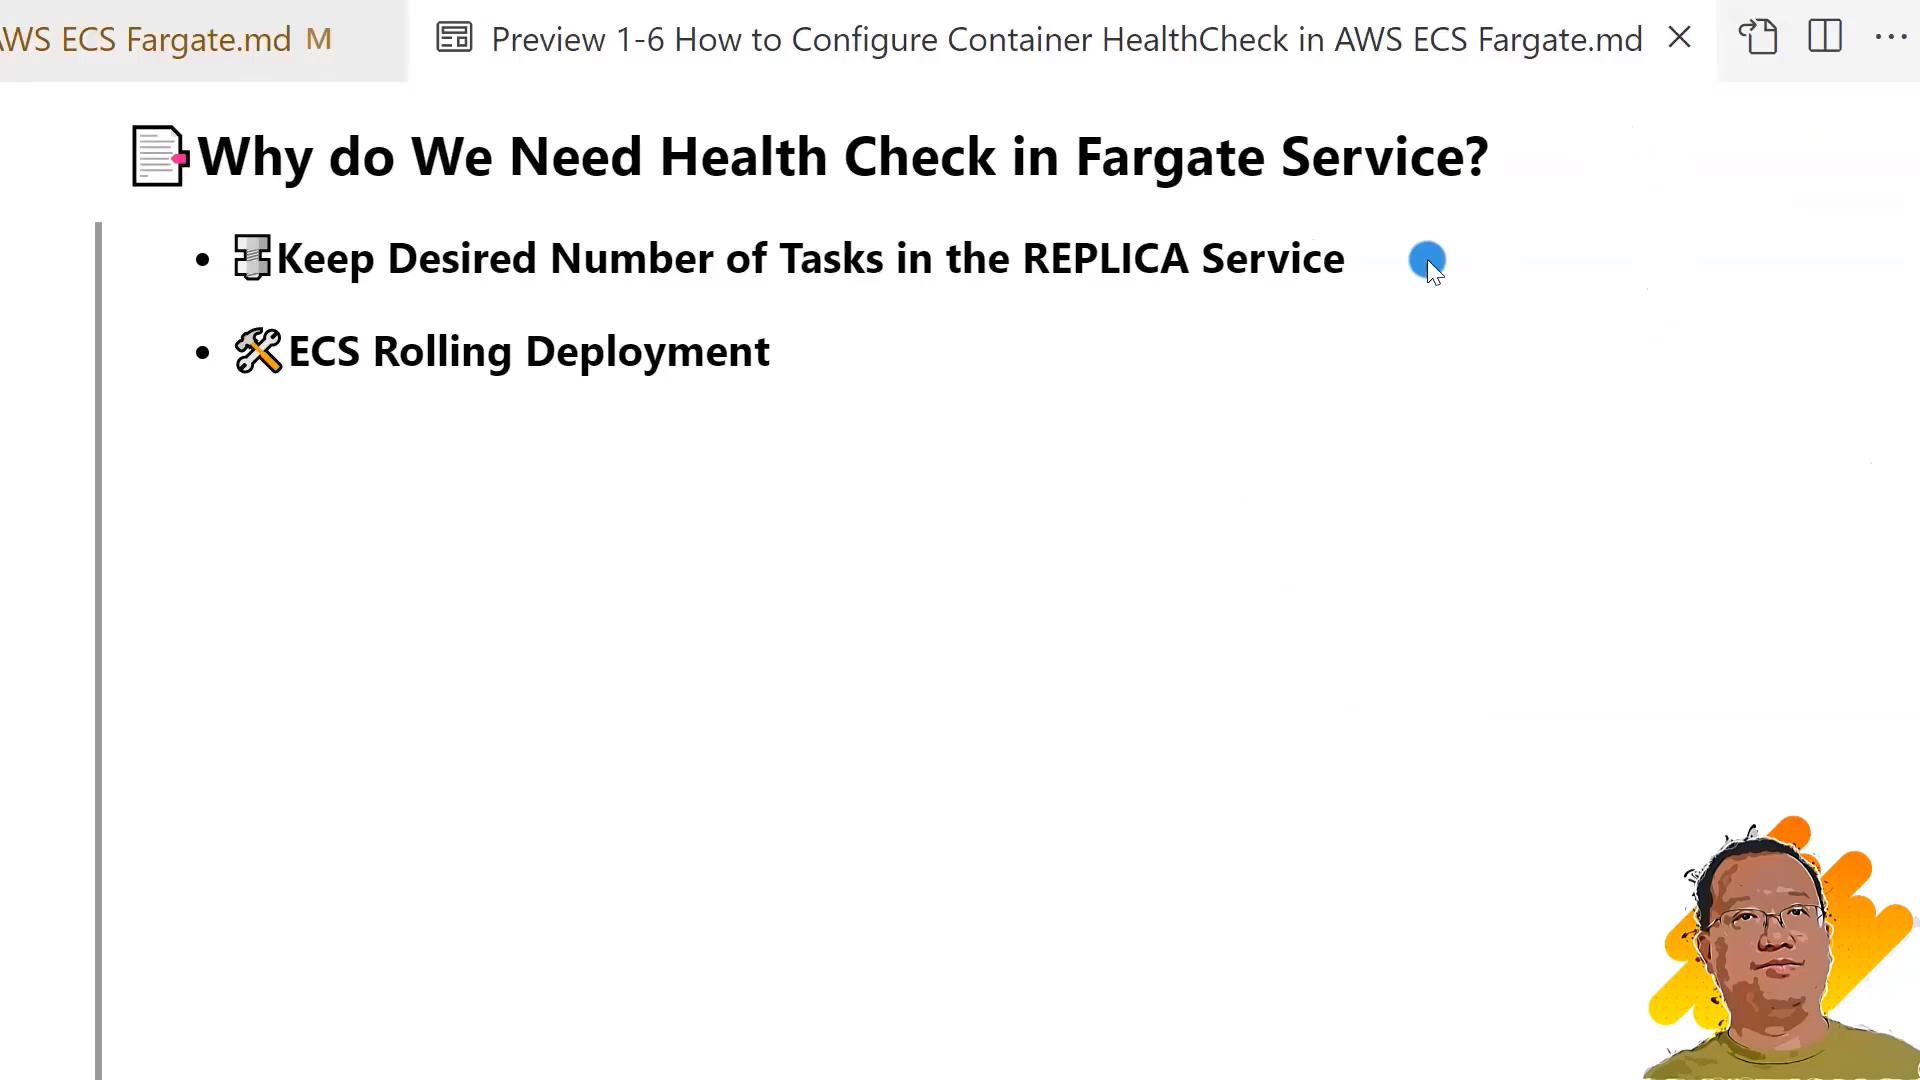 WS ECS Fargate.md M
Preview 1-6 How to Configure Container HealthCheck in AWS ECS Fargate.md
Why do We Need Health Check in Fargate Service?
Keep Desired Number of Tasks in the REPLICA Service
ECS Rolling Deployment